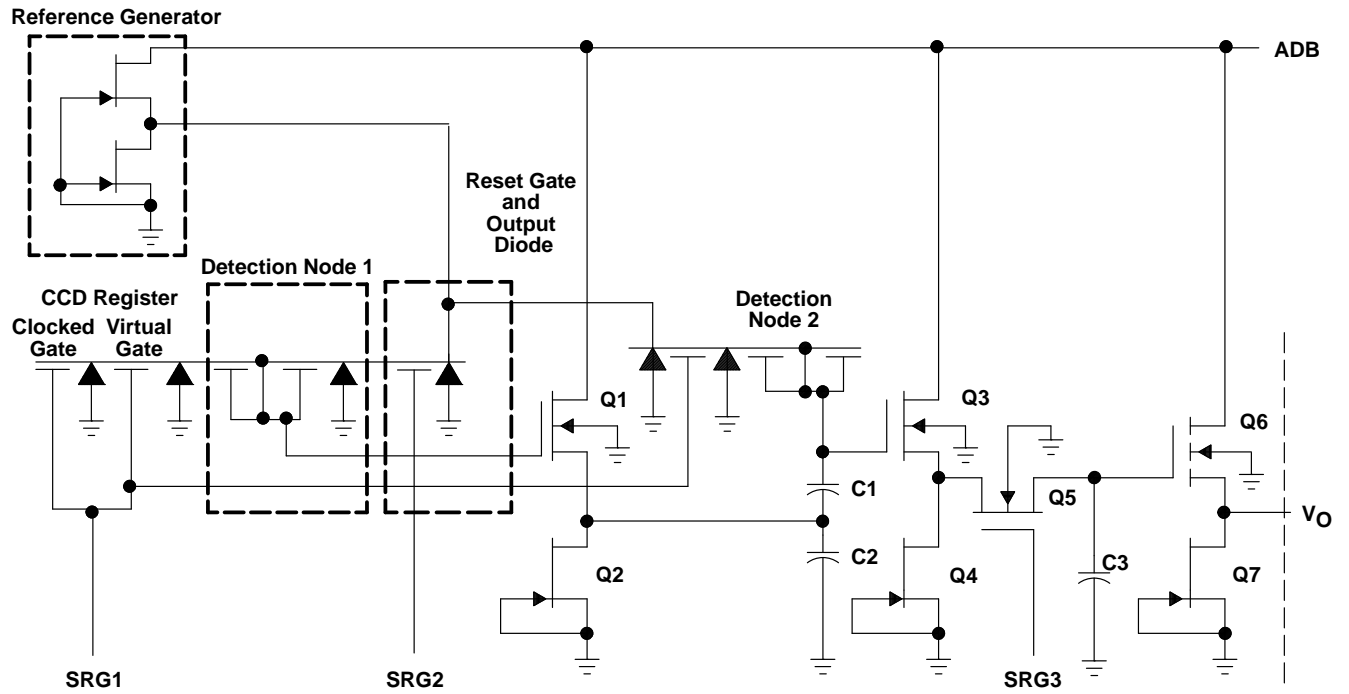 Reference Generator
ADB
Reset Gate
and
Output
Diode
Detection Node 1
CCD Register
Clocked Virtual
Gate Gate
Detection
Node 2
Q1
Q3
Q6
C1
Q5
VO
C2
Q2
Q4
C3
Q7
SRG1
SRG2
SRG3